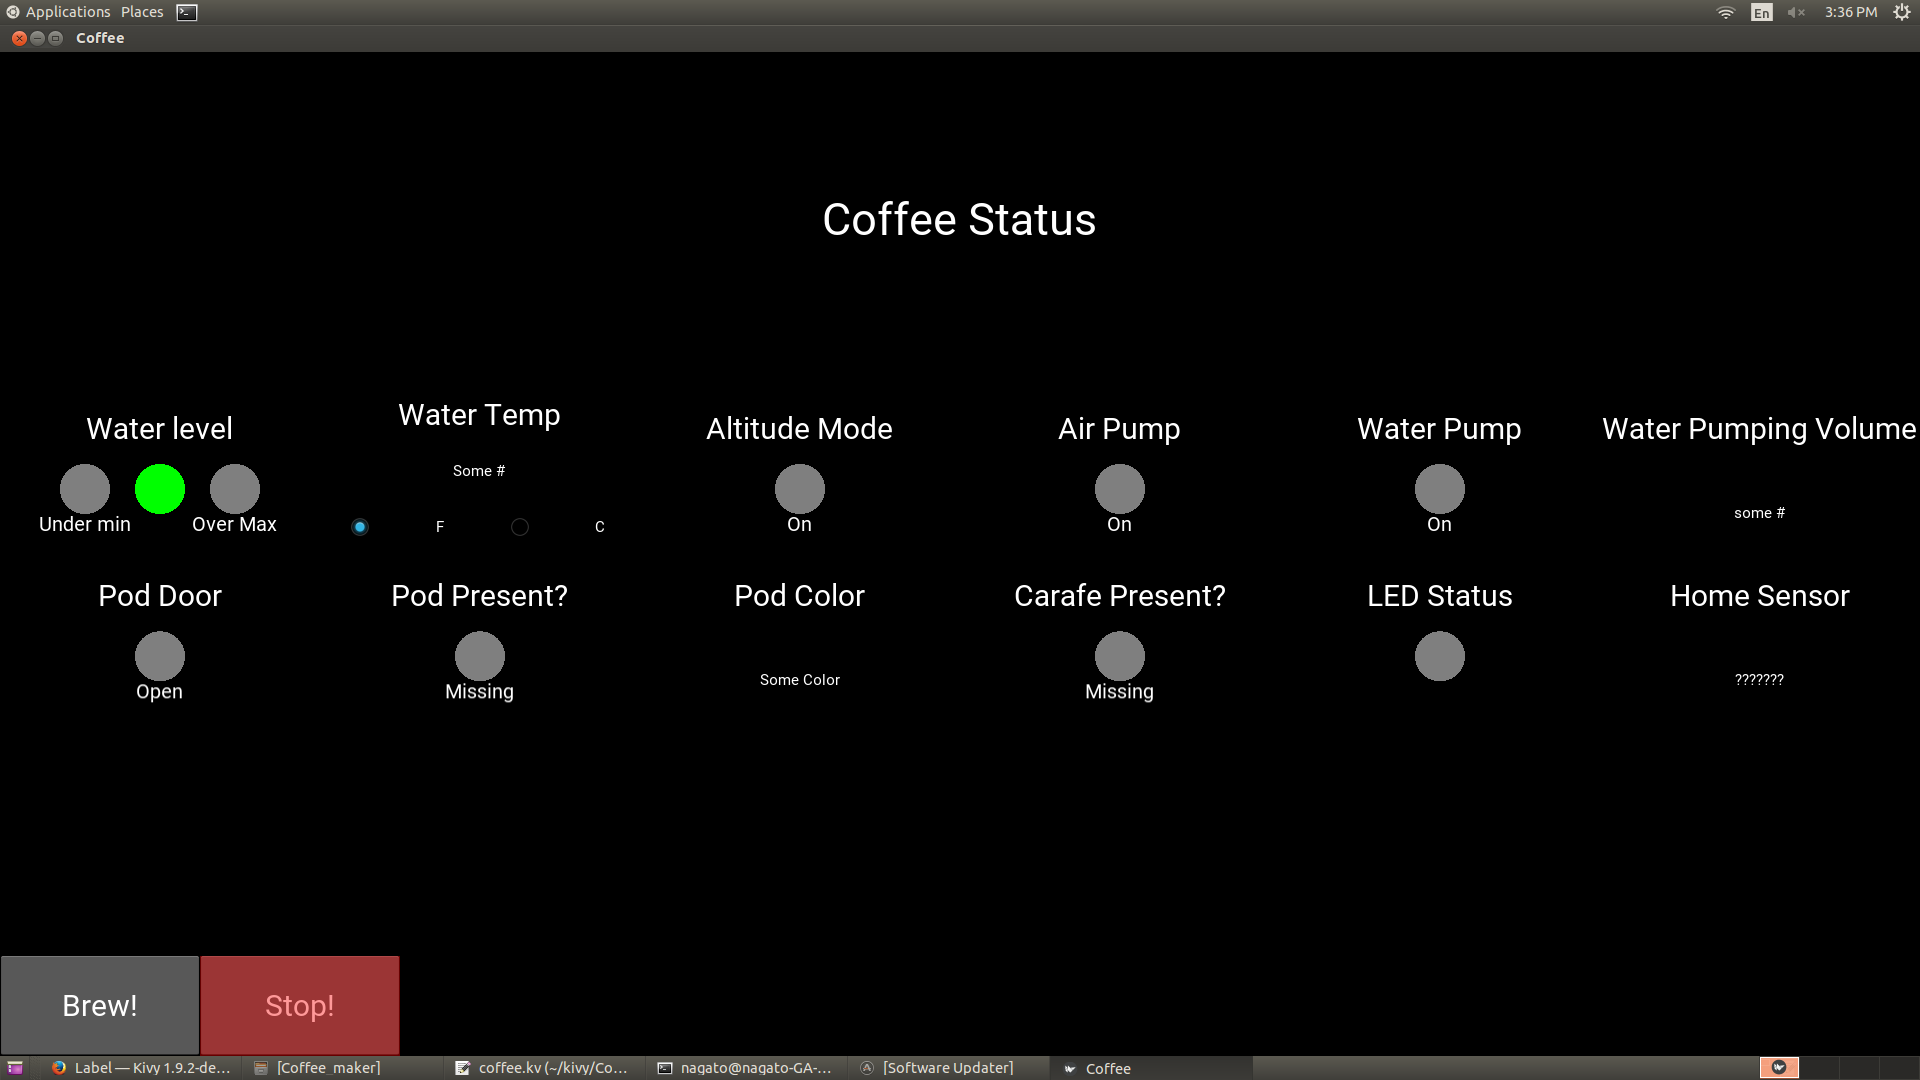 Applications Places
En 3:36 PM
Coffee
Coffee Status
Water level
Under min Over Max
Water Temp
Some #
F C
Altitude Mode
On
Air Pump
On
Water Pump
On
Water Pumping Volume
some #
Pod Door
Open
Pod Present?
Missing
Pod Color
Some Color
Carafe Present?
Missing
LED Status
Home Sensor
???????
Brew! Stop!
Label — Kivy 1.9.2-de... [Coffee_maker] coffee.kv (~/kivy/Co... nagato@nagato-GA-... [Software Updater] Coffee